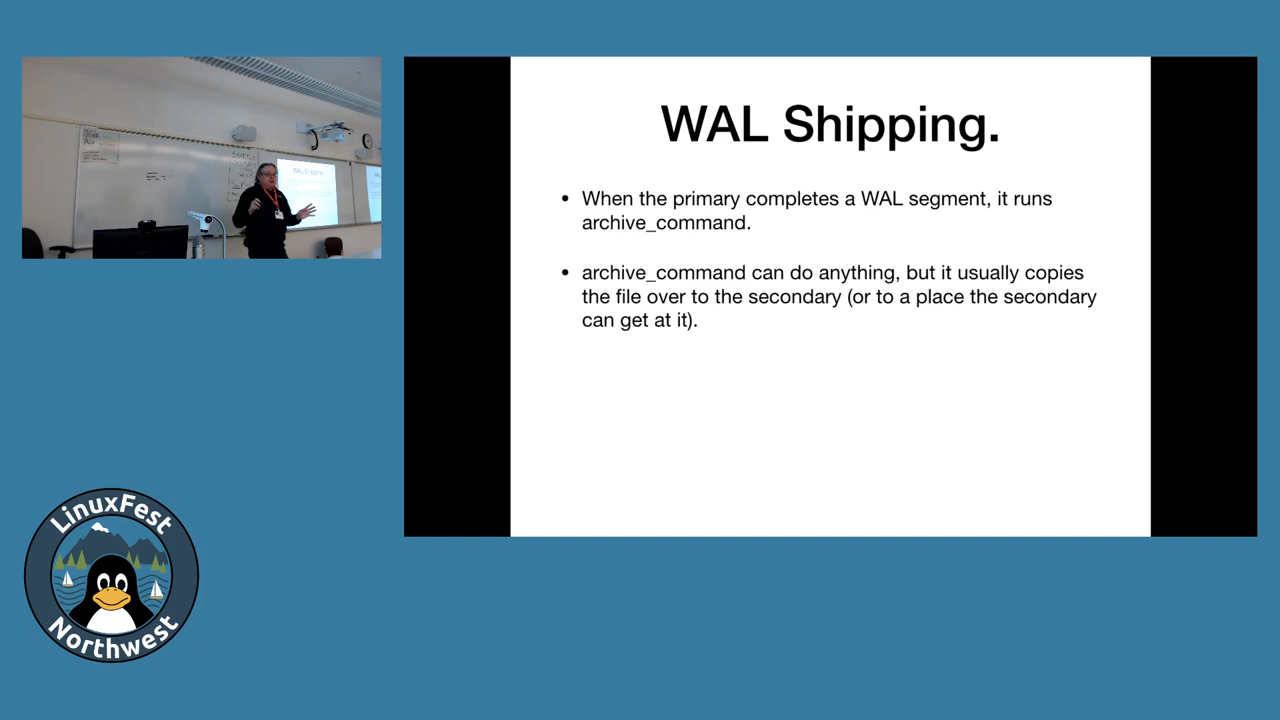 WAL Shipping.
• When the primary completes a WAL segment, it runs
archive_command.
• archive_command can do anything, but it usually copies
the file over to the secondary (or to a place the secondary
can get at it).
LinuxFest
Northwest